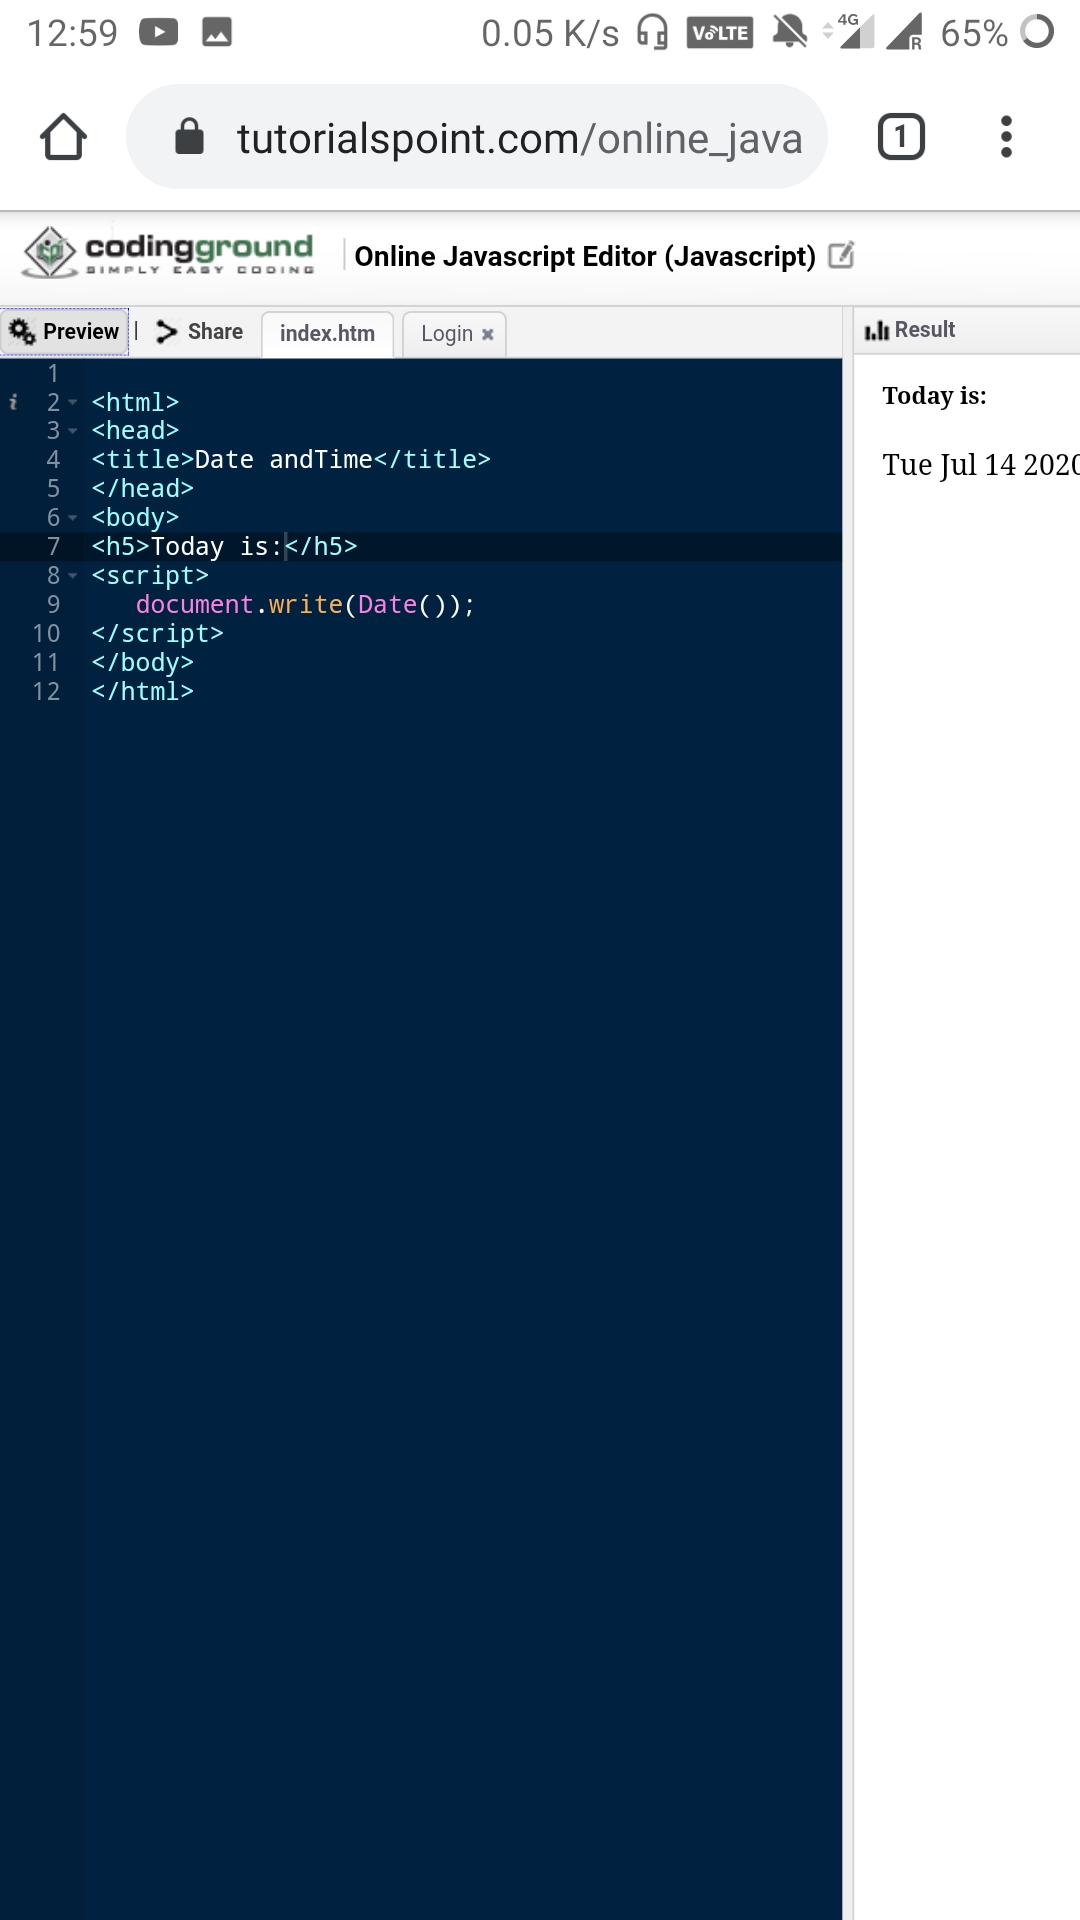 12:59 0.05 K/s VoLTE 4G R 65%
tutorialspoint.com/online_java 1
codingground
SIMPLY EASY CODING
Online Javascript Editor (Javascript)
Preview | Share index.htm Login × Result
1
i 2 <html>
3 <head>
4 <title>Date andTime</title>
5 </head>
6 <body>
7 <h5>Today is:</h5>
8 <script>
9 document.write(Date());
10 </script>
11 </body>
12 </html>
Today is:
Tue Jul 14 2020